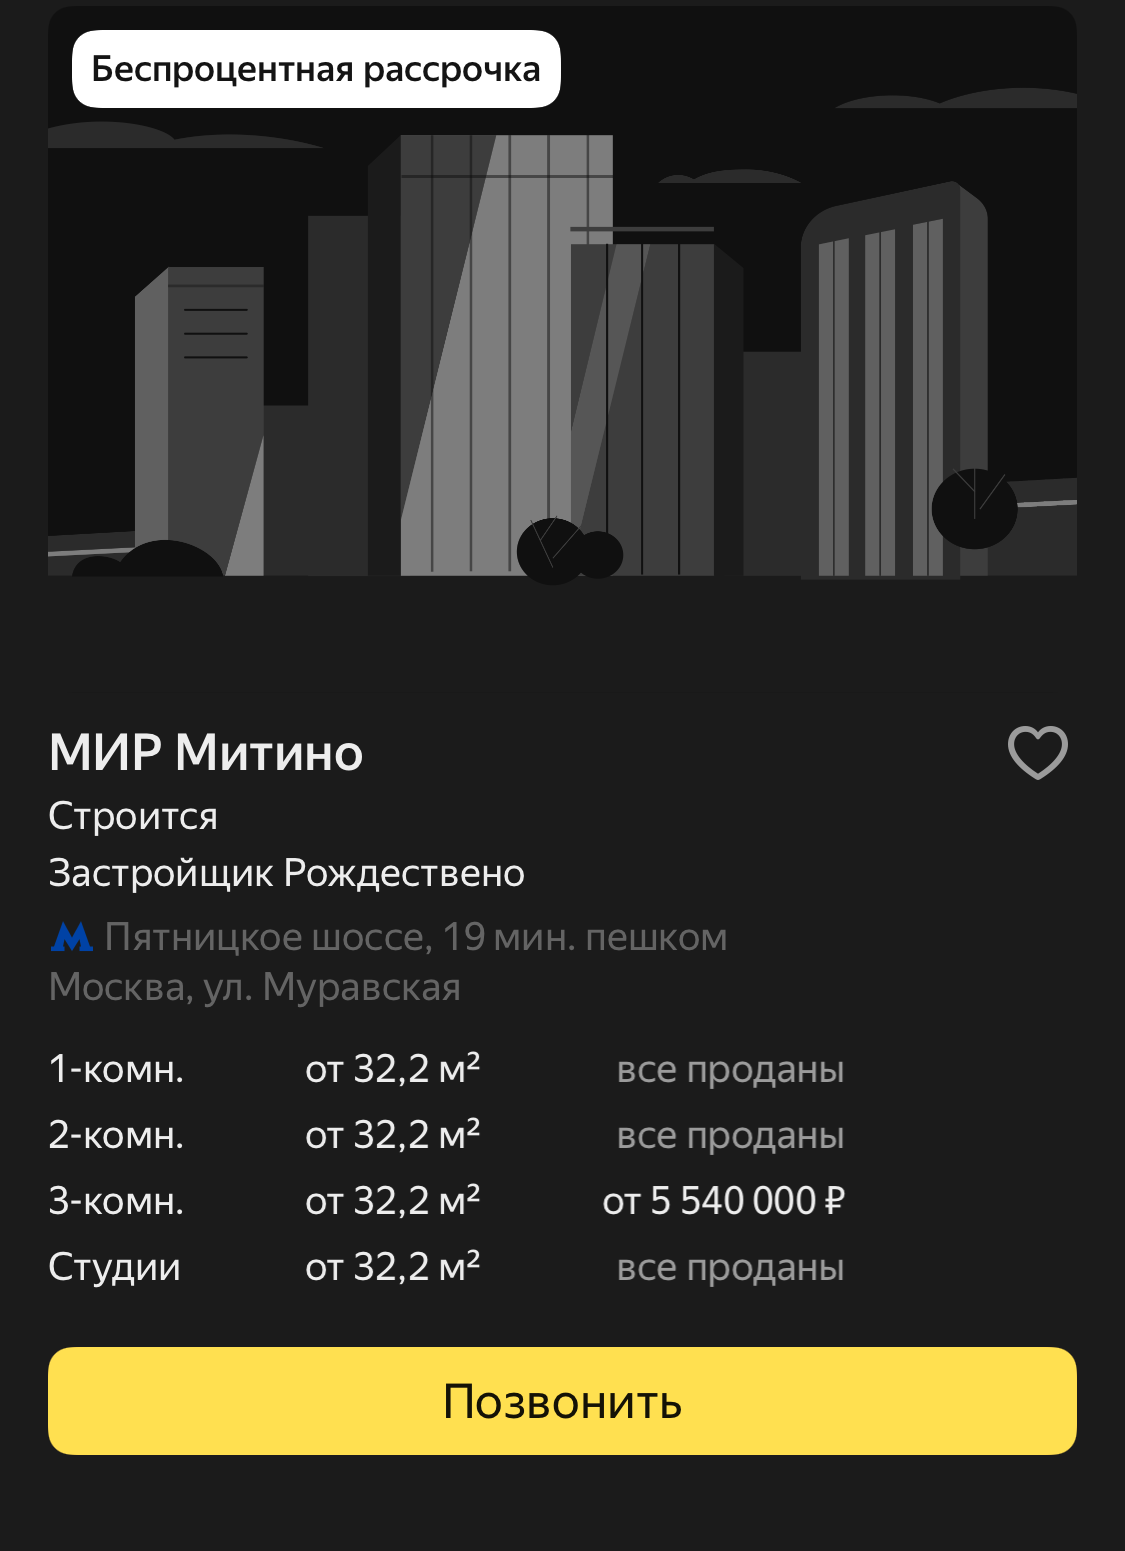 Беспроцентная рассрочка
МИР Митино
Строится
Застройщик Рождествено
Пятницкое шоссе, 19 мин. пешком
Москва, ул. Муравская
1-комн. от 32,2 м² все проданы
2-комн. от 32,2 м² все проданы
3-комн. от 32,2 м² от 5 540 000 ₽
Студии от 32,2 м² все проданы
Позвонить